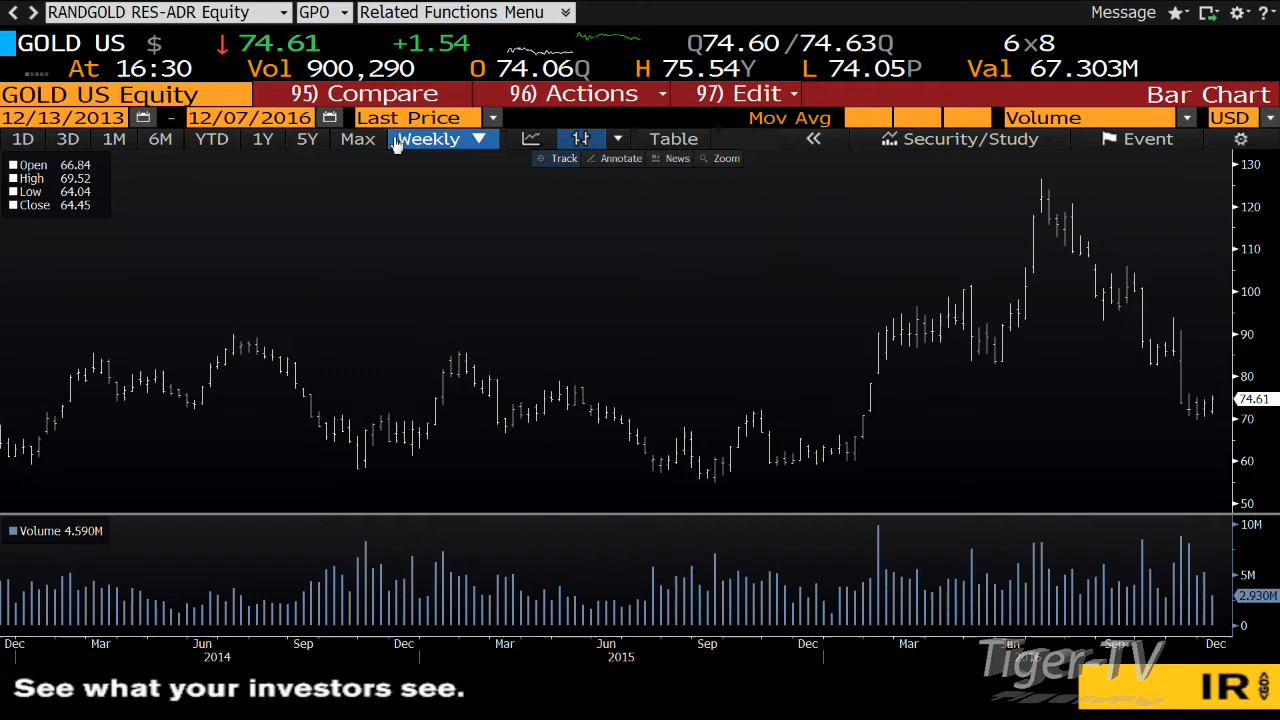 RANDGOLD RES-ADR Equity GPO Related Functions Menu Message ?
GOLD US $ ↓ 74.61 +1.54 Q74.60 /74.63Q 6x8
At 16:30 Vol 900,290 O 74.06Q H 75.54Y L 74.05P Val 67.303M
GOLD US Equity 95) Compare 96) Actions 97) Edit Bar Chart
12/13/2013 - 12/07/2016 Last Price Mov Avg Volume USD
1D 3D 1M 6M YTD 1Y 5Y Max Weekly Table Security/Study Event
Track Annotate News Zoom
Open 66.84
High 69.52
Low 64.04
Close 64.45
130
120
110
100
90
80
74.61
70
60
50
Volume 4.590M
10M
5M
2.930M
0
Dec Mar Jun Sep Dec Mar Jun Sep Dec Mar Jun Sep Dec
2014 2015 2016
Tiger-TV
See what your investors see.
IR